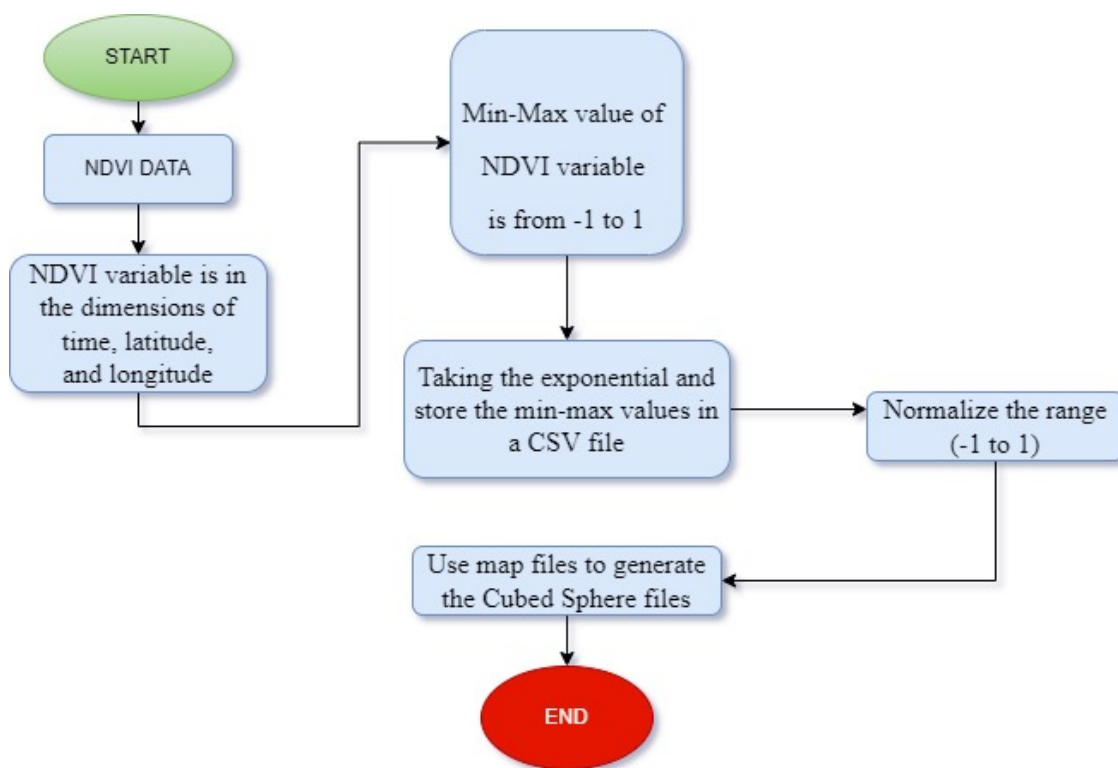 START
NDVI DATA
NDVI variable is in
the dimensions of
time, latitude,
and longitude
Min-Max value of
NDVI variable
is from -1 to 1
Taking the exponential and
store the min-max values in
a CSV file
Normalize the range
(-1 to 1)
Use map files to generate
the Cubed Sphere files
END